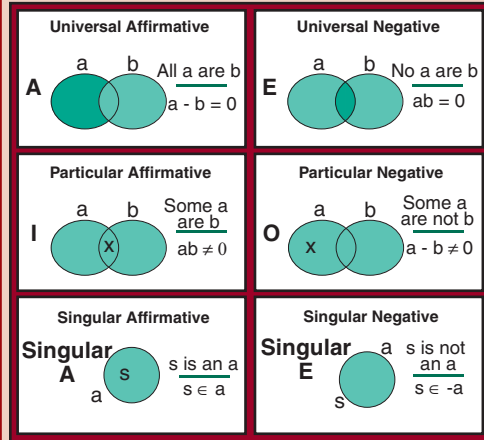 Universal Affirmative
a b
A
All a are b
a - b = 0
Universal Negative
a b
E
No a are b
ab = 0
Particular Affirmative
a b
I
x
Some a
are b
ab ≠ 0
Particular Negative
a b
O
x
Some a
are not b
a - b ≠ 0
Singular Affirmative
Singular
A
a
s
s is an a
s ∈ a
Singular Negative
Singular
E
a
s
s is not
an a
s ∈ -a